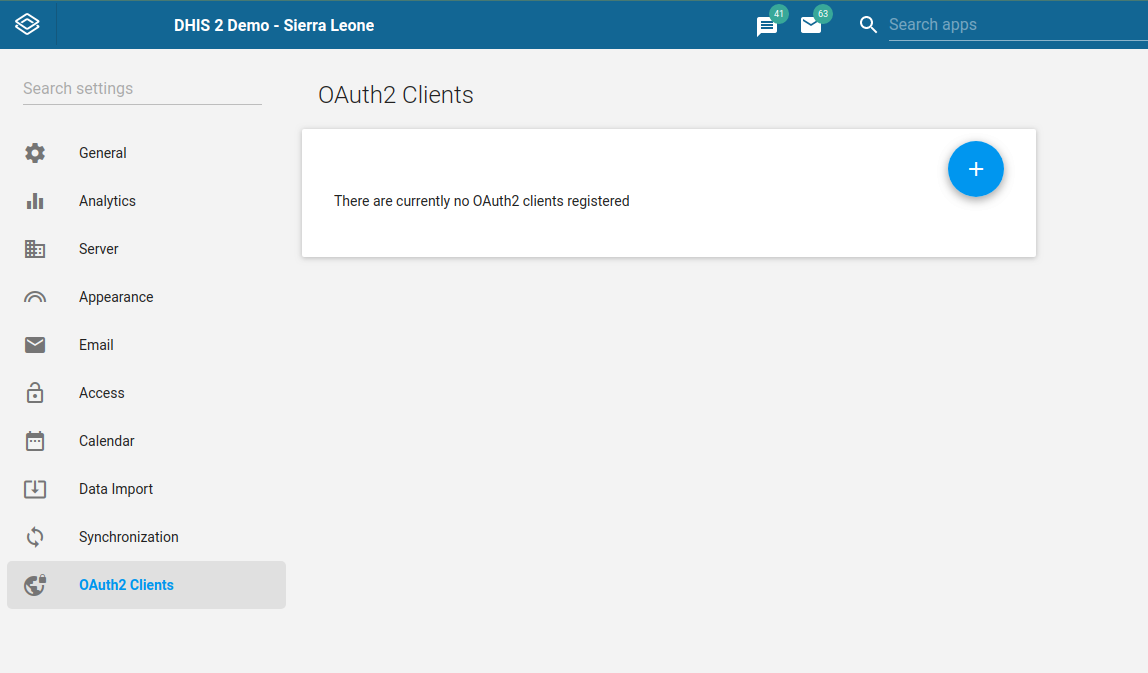 DHIS 2 Demo - Sierra Leone
41
63
Search apps
Search settings
OAuth2 Clients
General
There are currently no OAuth2 clients registered
Analytics
Server
Appearance
Email
Access
Calendar
Data Import
Synchronization
OAuth2 Clients